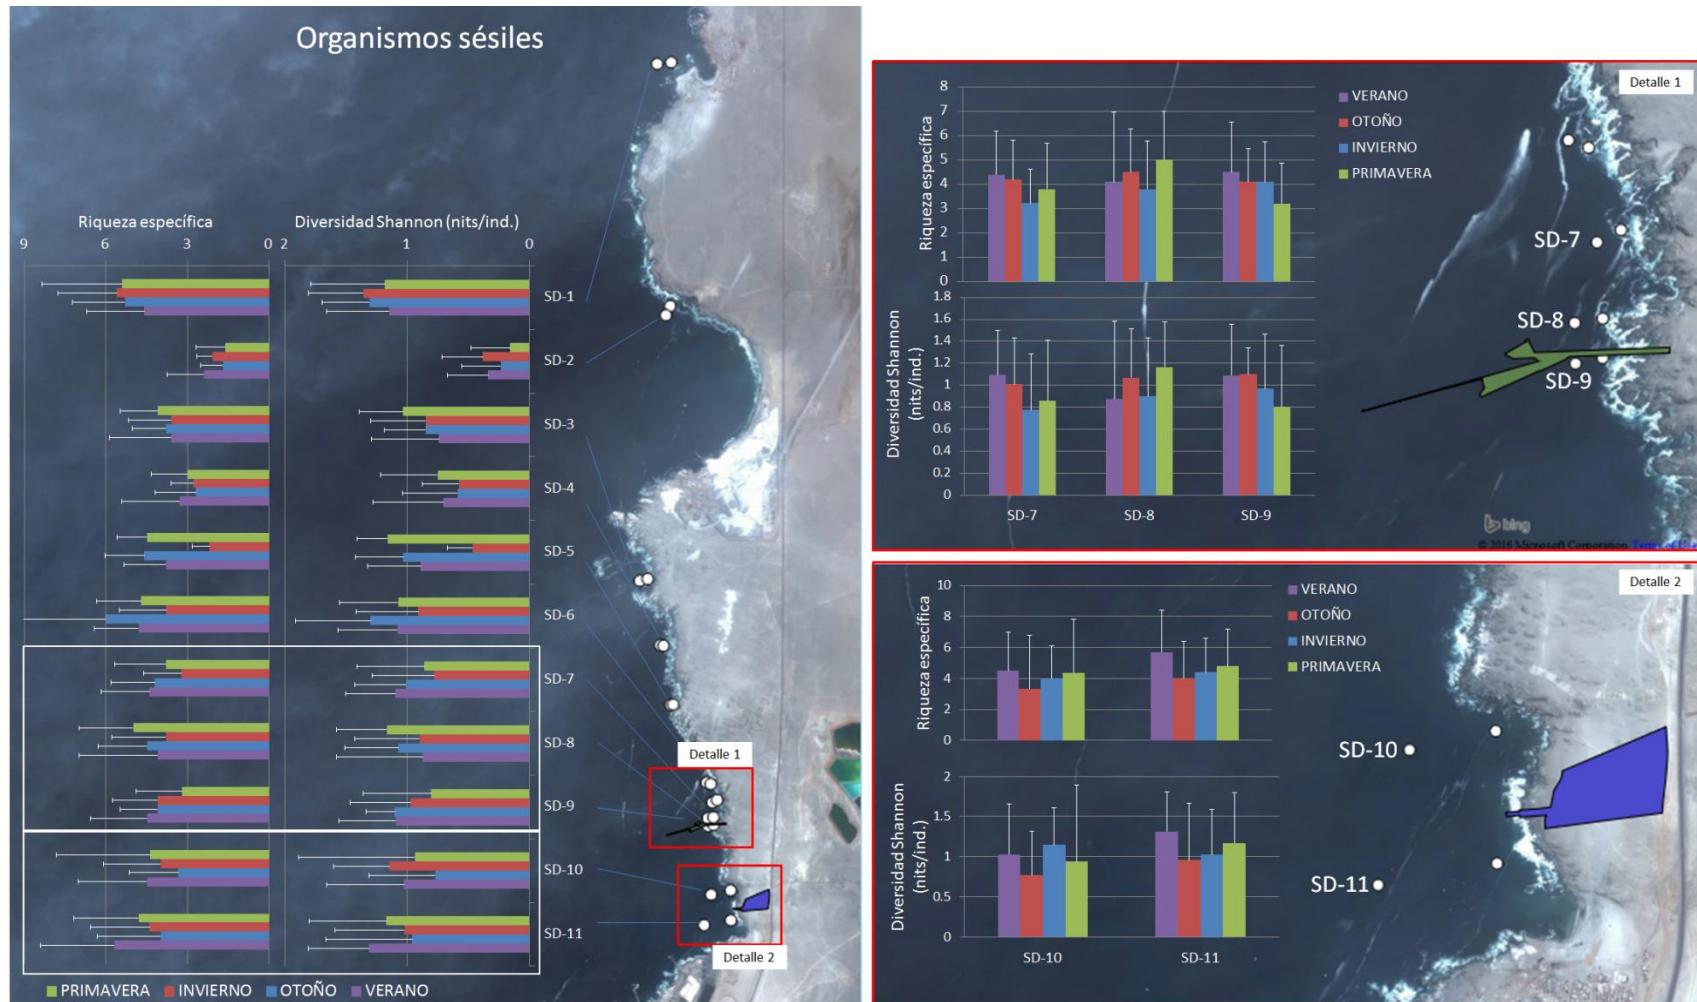 Organismos sésiles
Riqueza específica
Diversidad Shannon (nits/ind.)
9 6 3 0 2 1 0
SD-1
SD-2
SD-3
SD-4
SD-5
SD-6
SD-7
SD-8
SD-9
SD-10
SD-11
Detalle 1
Detalle 2
PRIMAVERA INVIERNO OTOÑO VERANO
Detalle 1
Riqueza específica
8
7
6
5
4
3
2
1
0
VERANO
OTOÑO
INVIERNO
PRIMAVERA
Diversidad Shannon
(nits/ind.)
1.8
1.6
1.4
1.2
1
0.8
0.6
0.4
0.2
0
SD-7 SD-8 SD-9
SD-7
SD-8
SD-9
bing
© 2016 Microsoft Corporation Terms of Use
Detalle 2
Riqueza específica
10
8
6
4
2
0
VERANO
OTOÑO
INVIERNO
PRIMAVERA
Diversidad Shannon
(nits/ind.)
2
1.5
1
0.5
0
SD-10 SD-11
SD-10
SD-11